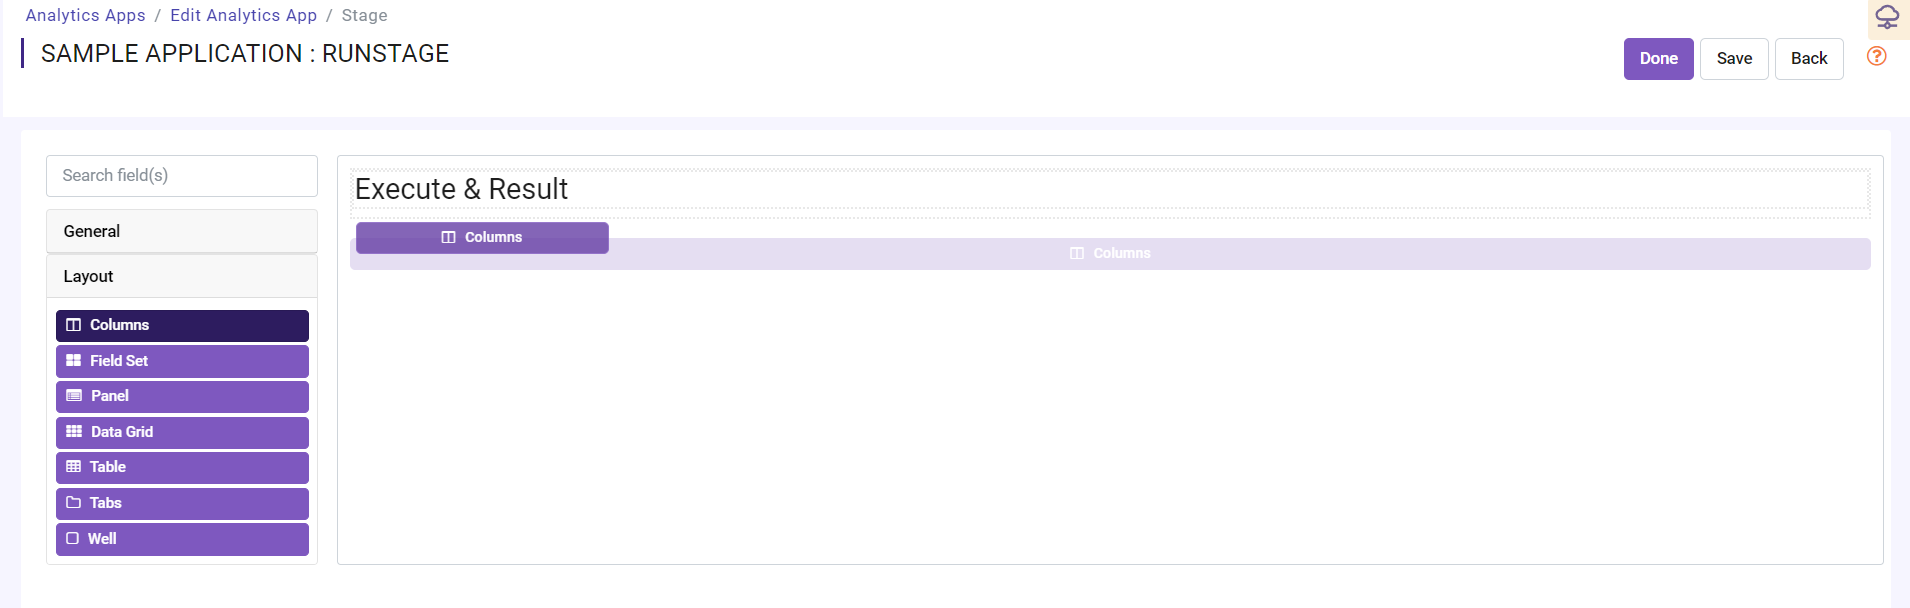 Analytics Apps / Edit Analytics App / Stage
SAMPLE APPLICATION : RUNSTAGE
Done
Save
Back
?
Search field(s)
General
Layout
Columns
Field Set
Panel
Data Grid
Table
Tabs
Well
Execute & Result
Columns
Columns